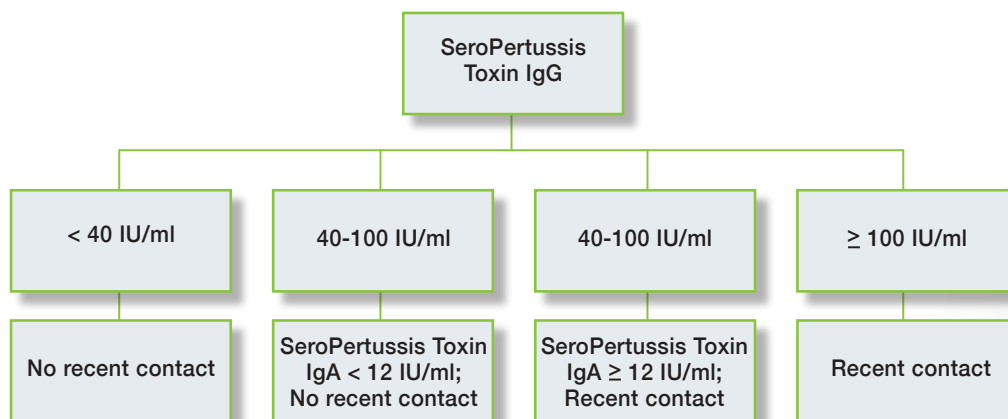 SeroPertussis
Toxin IgG
< 40 IU/ml
40-100 IU/ml
40-100 IU/ml
≥ 100 IU/ml
No recent contact
SeroPertussis Toxin
IgA < 12 IU/ml;
No recent contact
SeroPertussis Toxin
IgA ≥ 12 IU/ml;
Recent contact
Recent contact